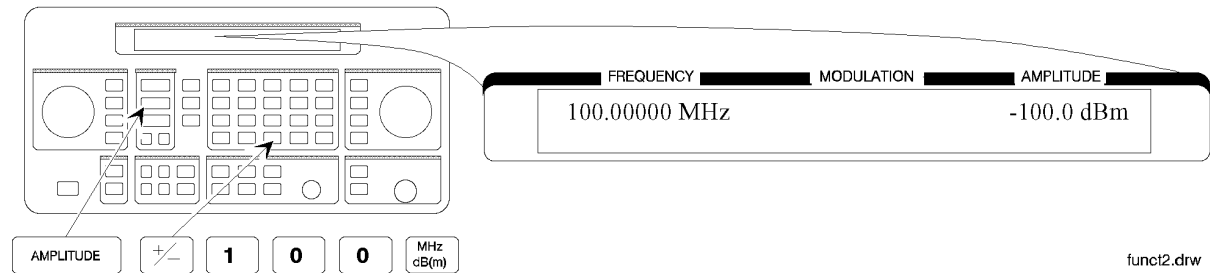 FREQUENCY MODULATION AMPLITUDE
100.00000 MHz -100.0 dBm
AMPLITUDE +/− 1 0 0 MHz dB(m)
funct2.drw